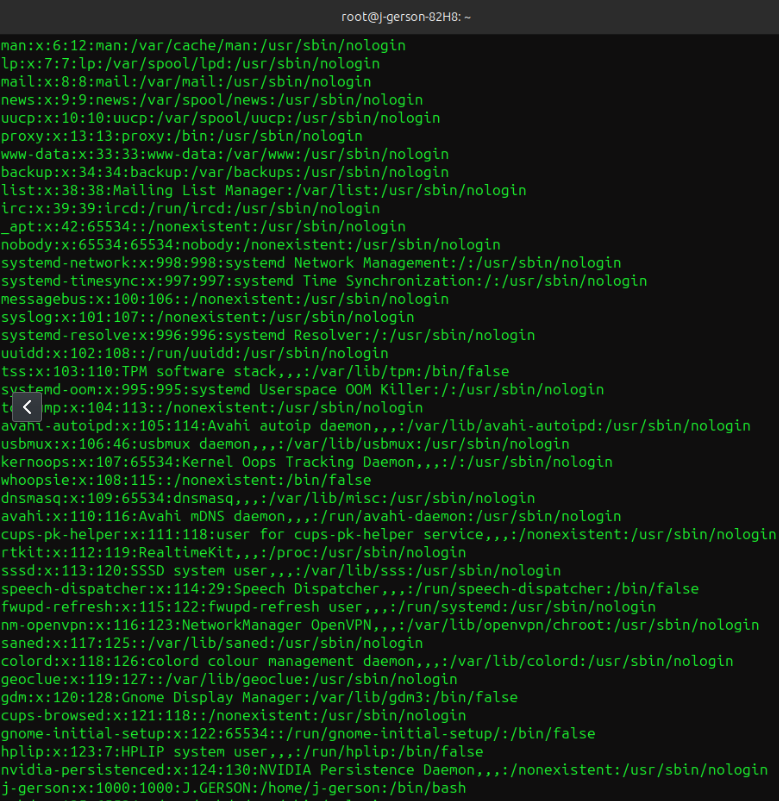 root@j-gerson-82H8: ~
man:x:6:12:man:/var/cache/man:/usr/sbin/nologin
lp:x:7:7:lp:/var/spool/lpd:/usr/sbin/nologin
mail:x:8:8:mail:/var/mail:/usr/sbin/nologin
news:x:9:9:news:/var/spool/news:/usr/sbin/nologin
uucp:x:10:10:uucp:/var/spool/uucp:/usr/sbin/nologin
proxy:x:13:13:proxy:/bin:/usr/sbin/nologin
www-data:x:33:33:www-data:/var/www:/usr/sbin/nologin
backup:x:34:34:backup:/var/backups:/usr/sbin/nologin
list:x:38:38:Mailing List Manager:/var/list:/usr/sbin/nologin
irc:x:39:39:ircd:/run/ircd:/usr/sbin/nologin
_apt:x:42:65534::/nonexistent:/usr/sbin/nologin
nobody:x:65534:65534:nobody:/nonexistent:/usr/sbin/nologin
systemd-network:x:998:998:systemd Network Management:/:/usr/sbin/nologin
systemd-timesync:x:997:997:systemd Time Synchronization:/:/usr/sbin/nologin
messagebus:x:100:106::/nonexistent:/usr/sbin/nologin
syslog:x:101:107::/nonexistent:/usr/sbin/nologin
systemd-resolve:x:996:996:systemd Resolver:/:/usr/sbin/nologin
uuidd:x:102:108::/run/uuidd:/usr/sbin/nologin
tss:x:103:110:TPM software stack,,,:/var/lib/tpm:/bin/false
systemd-oom:x:995:995:systemd Userspace OOM Killer:/:/usr/sbin/nologin
mp:x:104:113::/nonexistent:/usr/sbin/nologin
avahi-autoipd:x:105:114:Avahi autoip daemon,,,:/var/lib/avahi-autoipd:/usr/sbin/nologin
usbmux:x:106:46:usbmux daemon,,,:/var/lib/usbmux:/usr/sbin/nologin
kernoops:x:107:65534:Kernel Oops Tracking Daemon,,,:/:/usr/sbin/nologin
whoopsie:x:108:115::/nonexistent:/bin/false
dnsmasq:x:109:65534:dnsmasq,,,:/var/lib/misc:/usr/sbin/nologin
avahi:x:110:116:Avahi mDNS daemon,,,:/run/avahi-daemon:/usr/sbin/nologin
cups-pk-helper:x:111:118:user for cups-pk-helper service,,,:/nonexistent:/usr/sbin/nologin
rtkit:x:112:119:RealtimeKit,,,:/proc:/usr/sbin/nologin
sssd:x:113:120:SSSD system user,,,:/var/lib/sss:/usr/sbin/nologin
speech-dispatcher:x:114:29:Speech Dispatcher,,,:/run/speech-dispatcher:/bin/false
fwupd-refresh:x:115:122:fwupd-refresh user,,,:/run/systemd:/usr/sbin/nologin
nm-openvpn:x:116:123:NetworkManager OpenVPN,,,:/var/lib/openvpn/chroot:/usr/sbin/nologin
saned:x:117:125::/var/lib/saned:/usr/sbin/nologin
colord:x:118:126:colord colour management daemon,,,:/var/lib/colord:/usr/sbin/nologin
geoclue:x:119:127::/var/lib/geoclue:/usr/sbin/nologin
gdm:x:120:128:Gnome Display Manager:/var/lib/gdm3:/bin/false
cups-browsed:x:121:118::/nonexistent:/usr/sbin/nologin
gnome-initial-setup:x:122:65534::/run/gnome-initial-setup/:/bin/false
hplip:x:123:7:HPLIP system user,,,:/run/hplip:/bin/false
nvidia-persistenced:x:124:130:NVIDIA Persistence Daemon,,,:/nonexistent:/usr/sbin/nologin
j-gerson:x:1000:1000:J.GERSON:/home/j-gerson:/bin/bash